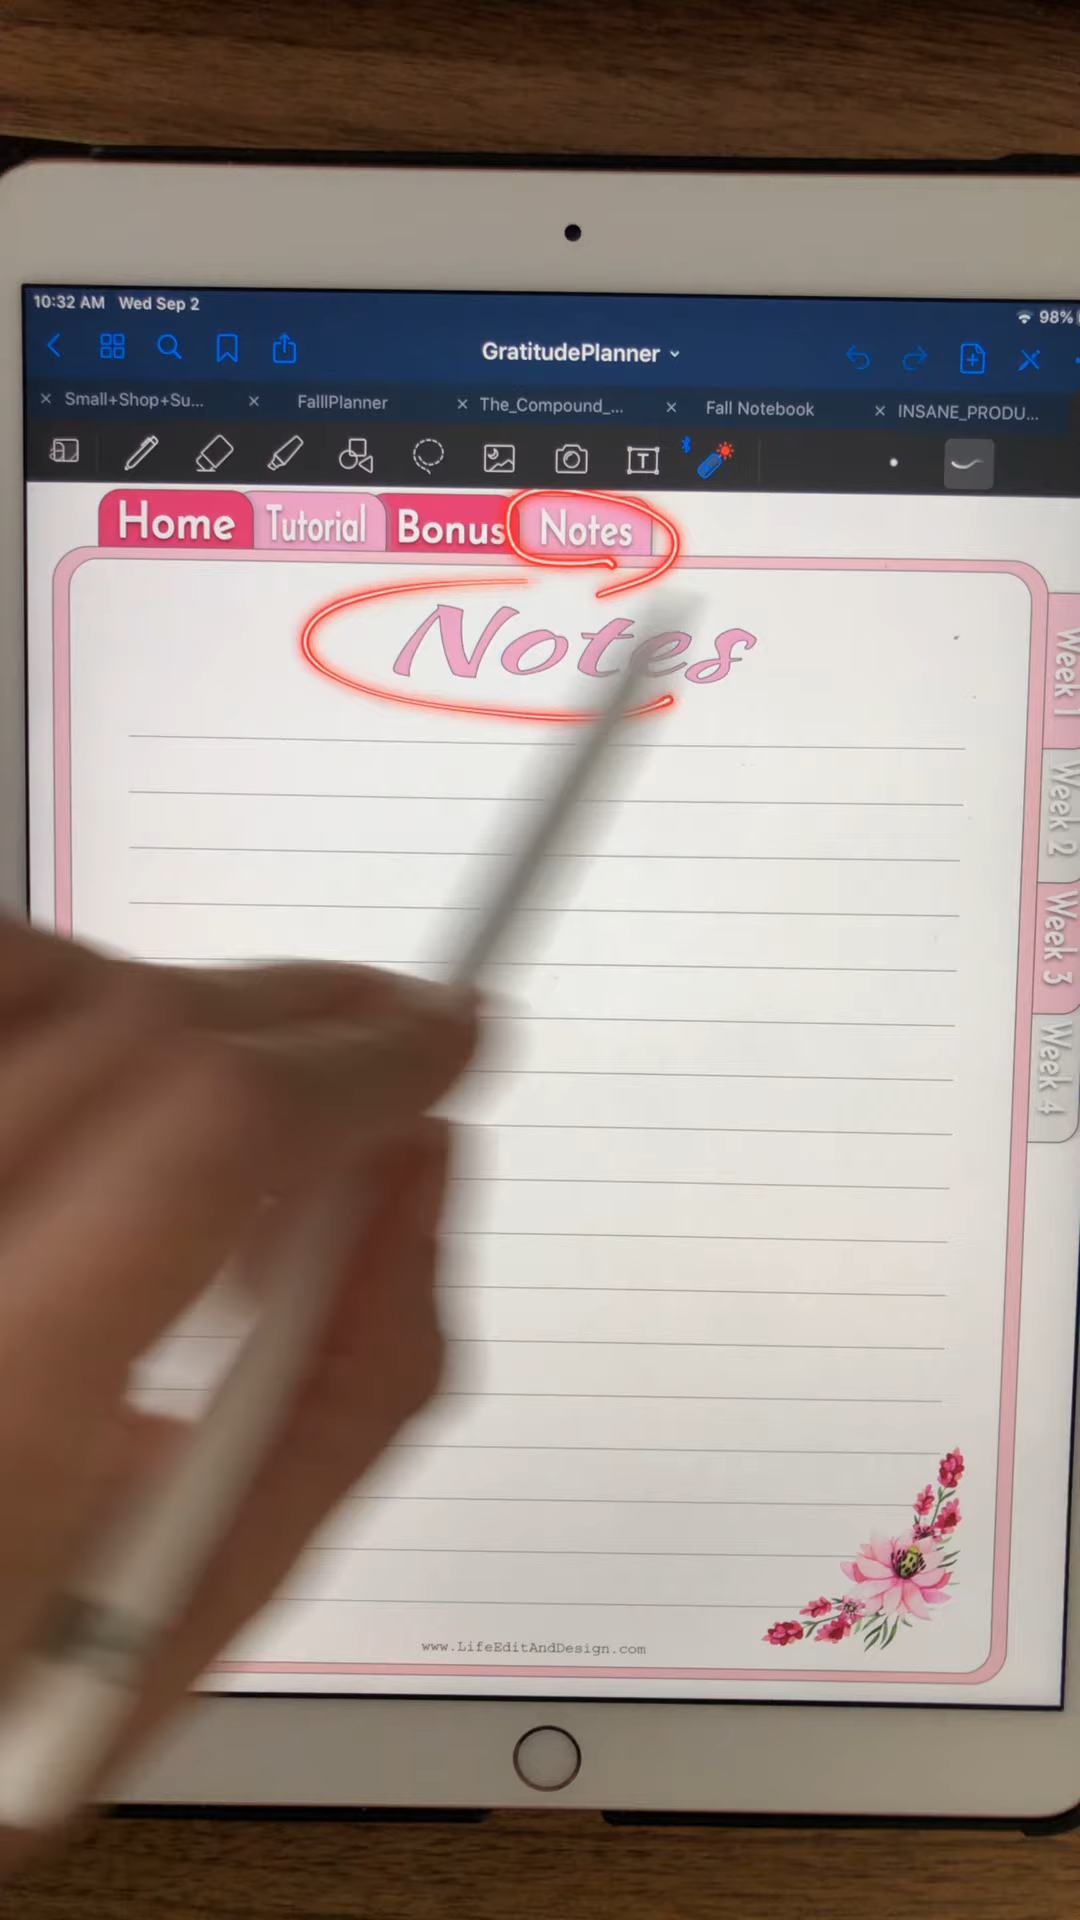 10:32 AM Wed Sep 2
98%
GratitudePlanner
Small+Shop+Su...
FalllPlanner
The_Compound_...
Fall Notebook
INSANE_PRODU...
T
Home
Tutorial
Bonus
Notes
Notes
Week 1
Week 2
Week 3
Week 4
www.LifeEditAndDesign.com